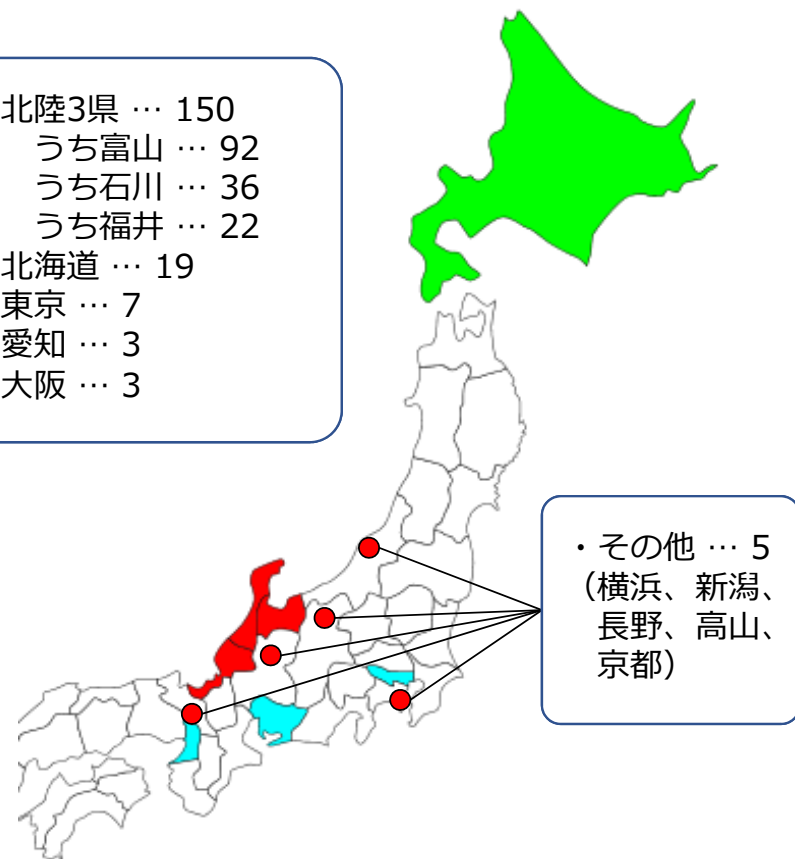 北陸3県 … 150
うち富山 … 92
うち石川 … 36
うち福井 … 22
北海道 … 19
東京 … 7
愛知 … 3
大阪 … 3
・その他 … 5
（横浜、新潟、
長野、高山、
京都）